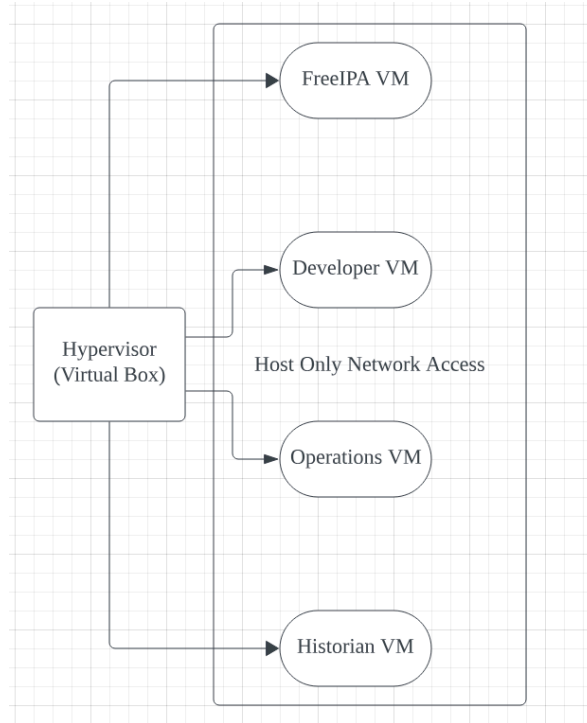 FreeIPA VM
Developer VM
Hypervisor
(Virtual Box)
Host Only Network Access
Operations VM
Historian VM